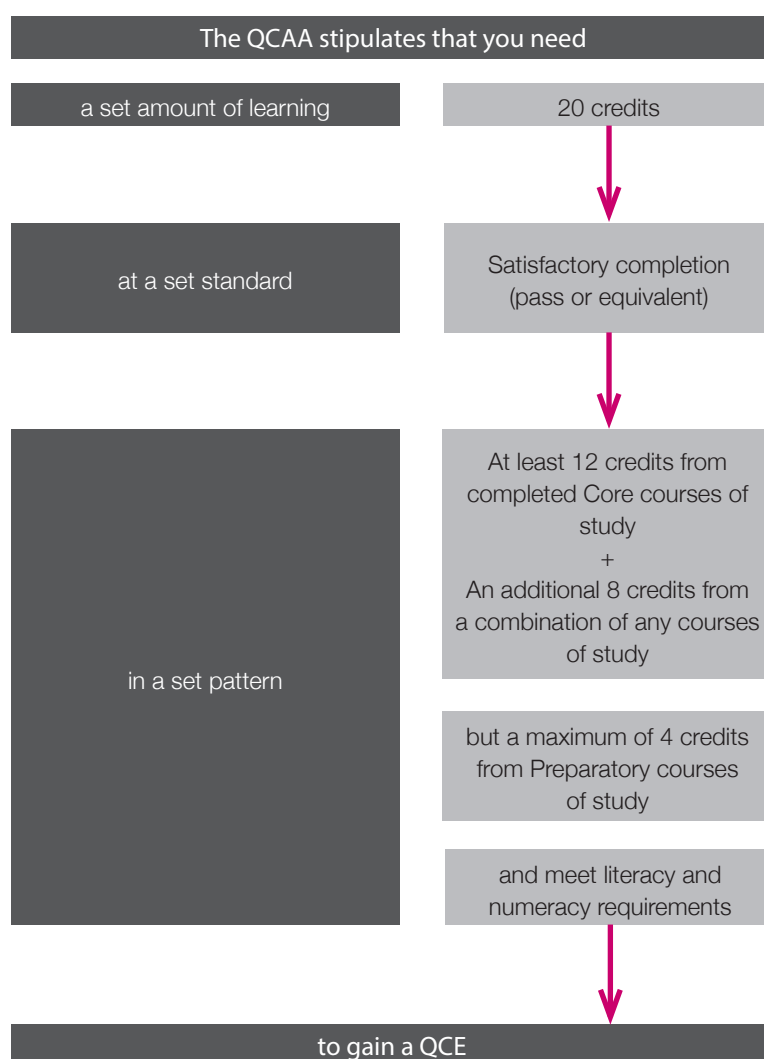 The QCAA stipulates that you need
a set amount of learning
20 credits
at a set standard
Satisfactory completion
(pass or equivalent)
in a set pattern
At least 12 credits from
completed Core courses of
study
+
An additional 8 credits from
a combination of any courses
of study
but a maximum of 4 credits
from Preparatory courses
of study
and meet literacy and
numeracy requirements
to gain a QCE